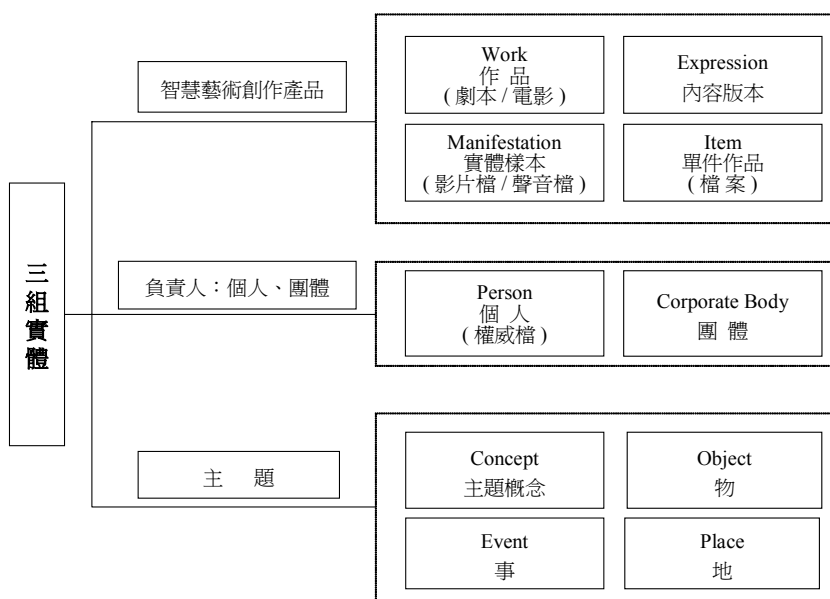 三
組
實
體
智慧藝術創作產品
Work
作 品
( 劇本 / 電影 )
Expression
內容版本
Manifestation
實體樣本
( 影片檔 / 聲音檔 )
Item
單件作品
( 檔案 )
負責人：個人、團體
Person
個 人
( 權威檔 )
Corporate Body
團 體
主 題
Concept
主題概念
Object
物
Event
事
Place
地